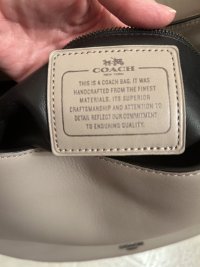 COACH
NEW YORK
THIS IS A COACH BAG. IT WAS
HANDCRAFTED FROM THE FINEST
MATERIALS. ITS SUPERIOR
CRAFTSMANSHIP AND ATTENTION TO
DETAIL REFLECT OUR COMMITMENT
TO ENDURING QUALITY.